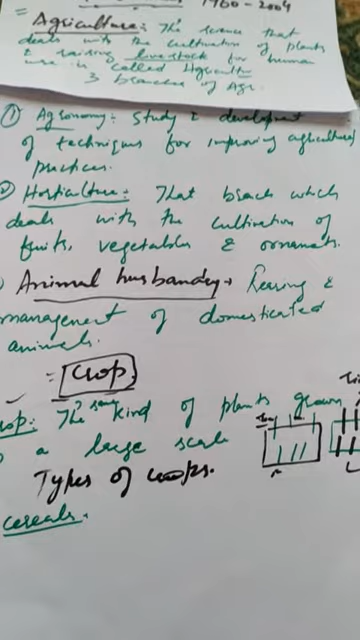 1960-2004
= Agriculture:- The science that
deals with the cultivation of plants
& raising livestock for human
use is called
3 branches of Agr.
① Agronomy:- Study & development
of techniques for improving agricultural
practices.
② Horticulture:- That branch which
deals with the cultivation of
fruits, vegetables &
Animal husbandry → Rearing &
management of domesticated
animals.
= Crop
crop: The same kind of plants grown
a large scale
Types of crops.
cereals.